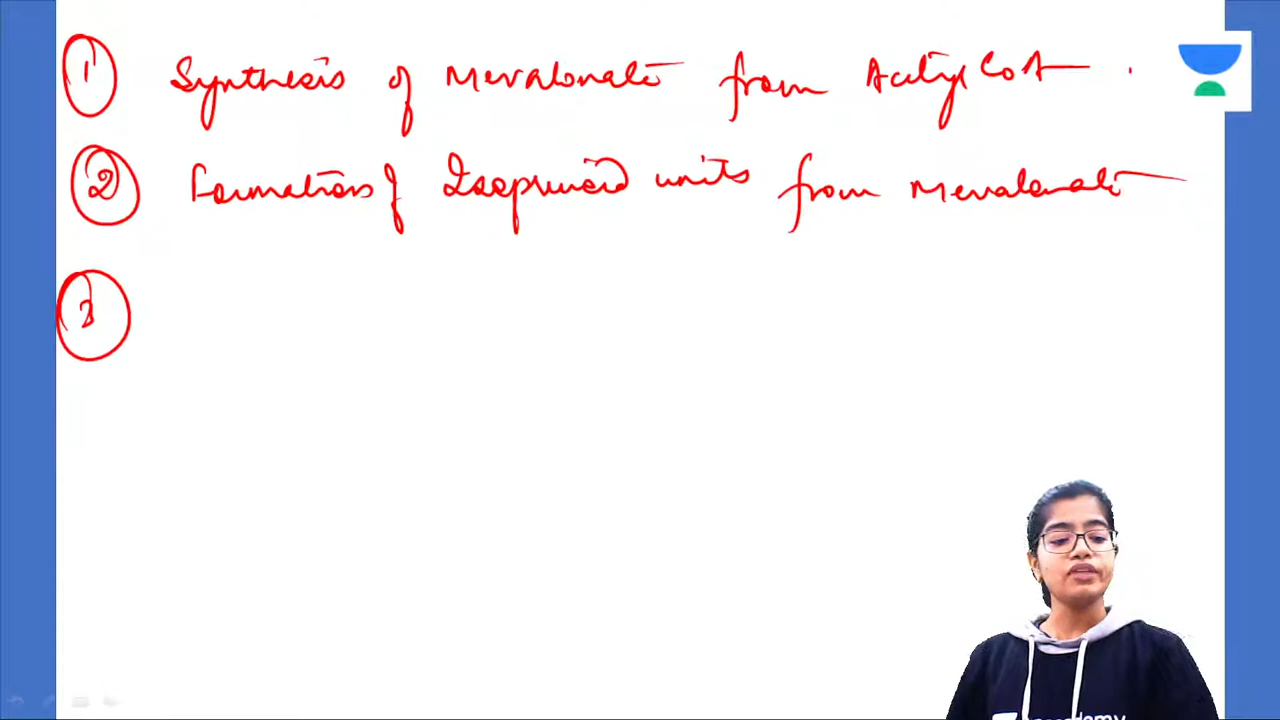 1 Synthesis of Mevalonate from Acetyl CoA
2 Formation of Isoprenoid units from Mevalonate
3